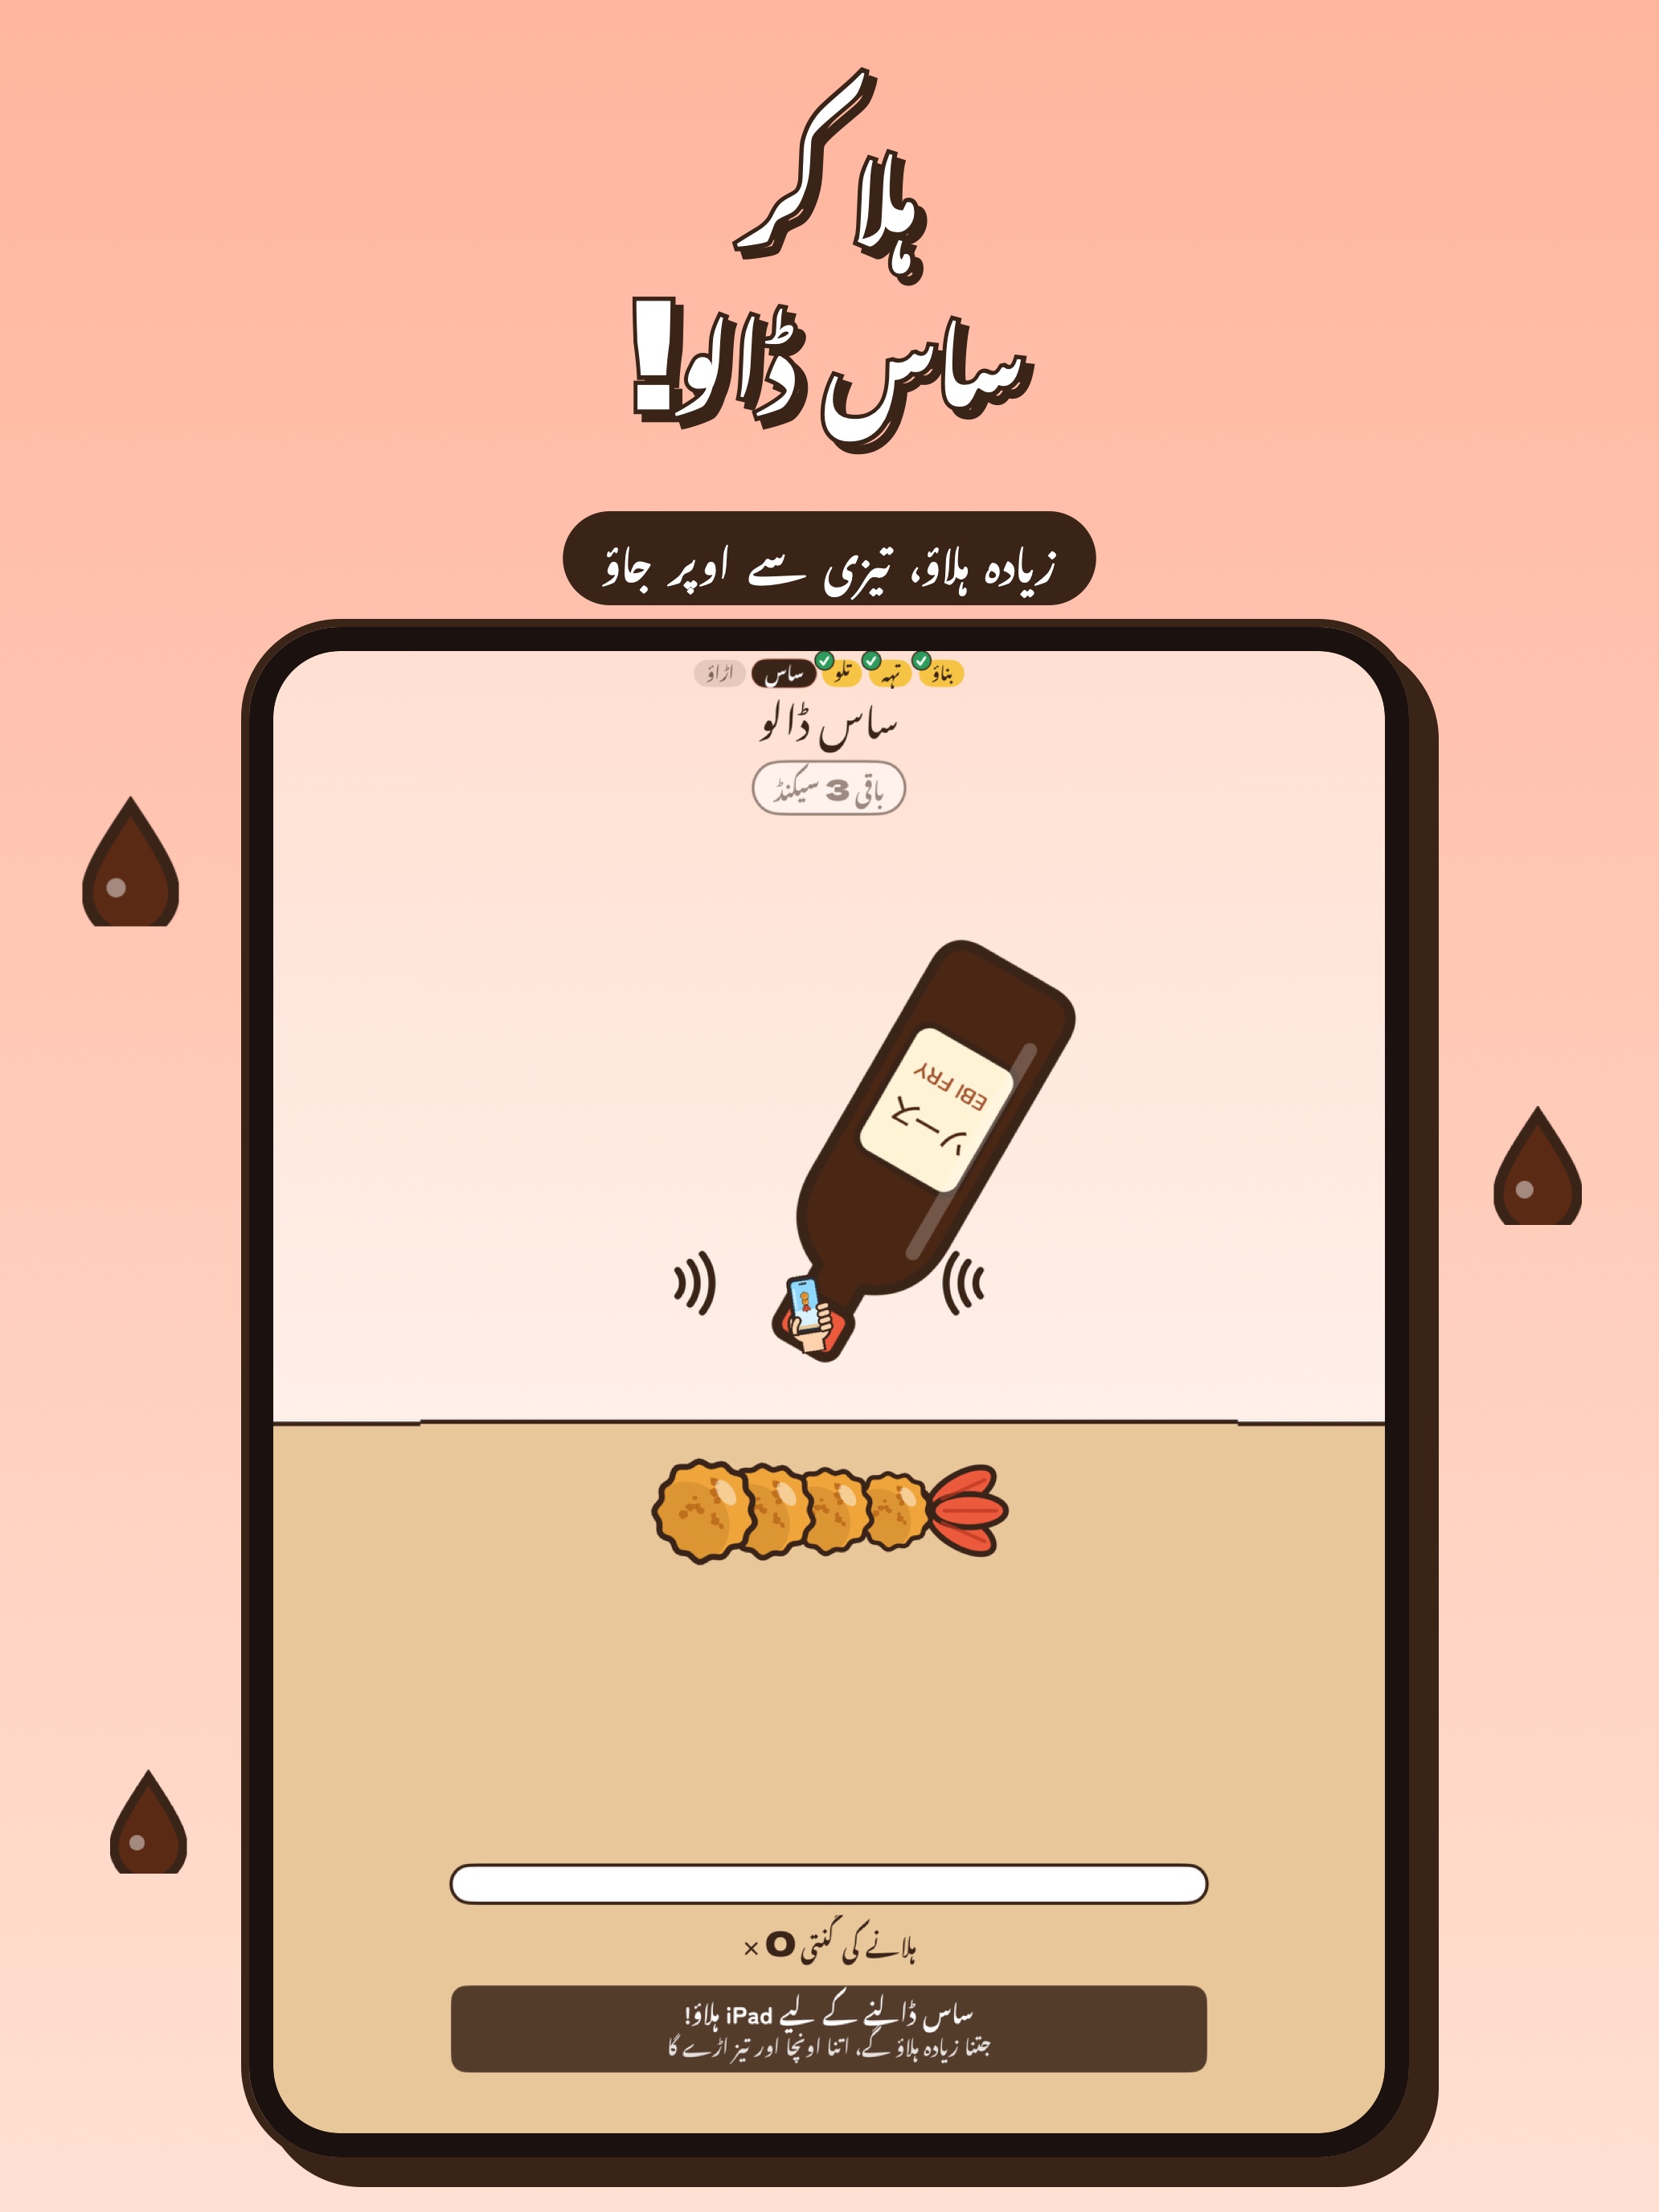 ہلا کر
ساس ڈالو!
زیادہ ہلاؤ، تیزی سے اوپر جاؤ
بناؤ تہہ تلو ساس اڑاؤ
ساس ڈالو
باقی 3 سیکنڈ
EBI FRY
ソース
ہلانے کی گنتی 0 ×
ساس ڈالنے کے لیے iPad ہلاؤ!
جتنا زیادہ ہلاؤ گے، اتنا اونچا اور تیز اڑے گا